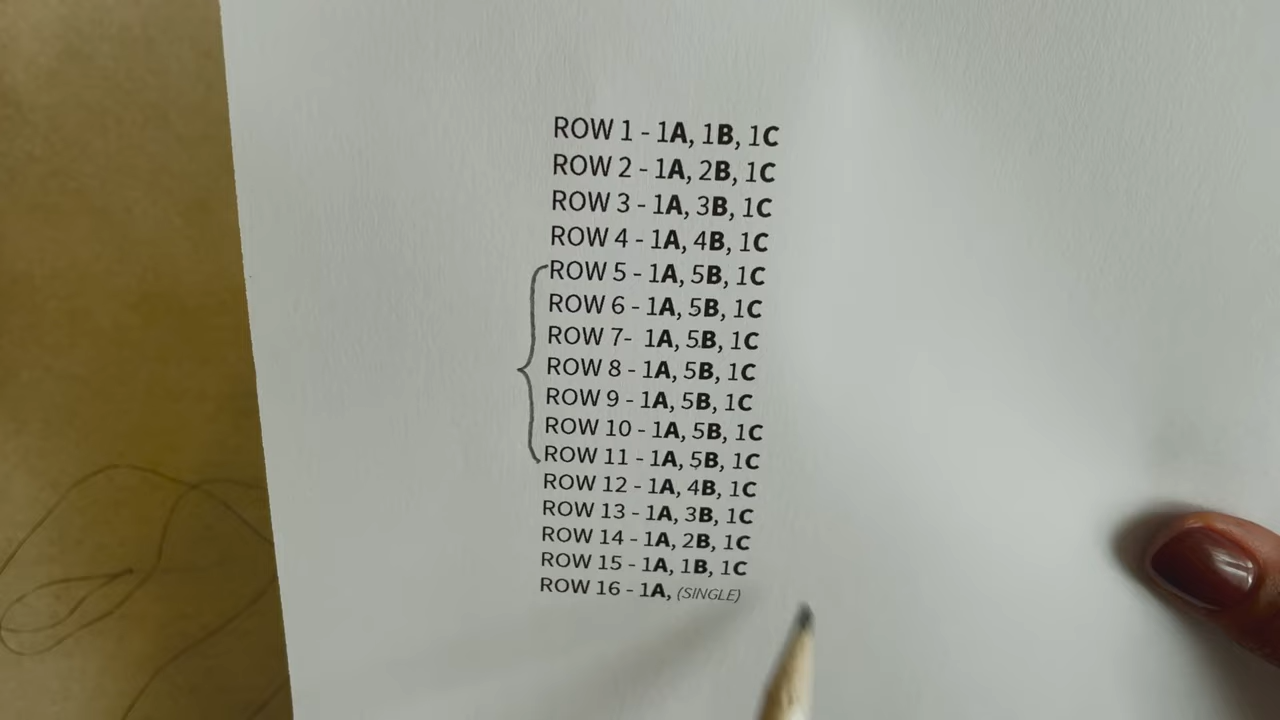 ROW 1 - 1A, 1B, 1C
ROW 2 - 1A, 2B, 1C
ROW 3 - 1A, 3B, 1C
ROW 4 - 1A, 4B, 1C
ROW 5 - 1A, 5B, 1C
ROW 6 - 1A, 5B, 1C
ROW 7- 1A, 5B, 1C
ROW 8 - 1A, 5B, 1C
ROW 9 - 1A, 5B, 1C
ROW 10 - 1A, 5B, 1C
ROW 11 - 1A, 5B, 1C
ROW 12 - 1A, 4B, 1C
ROW 13 - 1A, 3B, 1C
ROW 14 - 1A, 2B, 1C
ROW 15 - 1A, 1B, 1C
ROW 16 - 1A, (SINGLE)